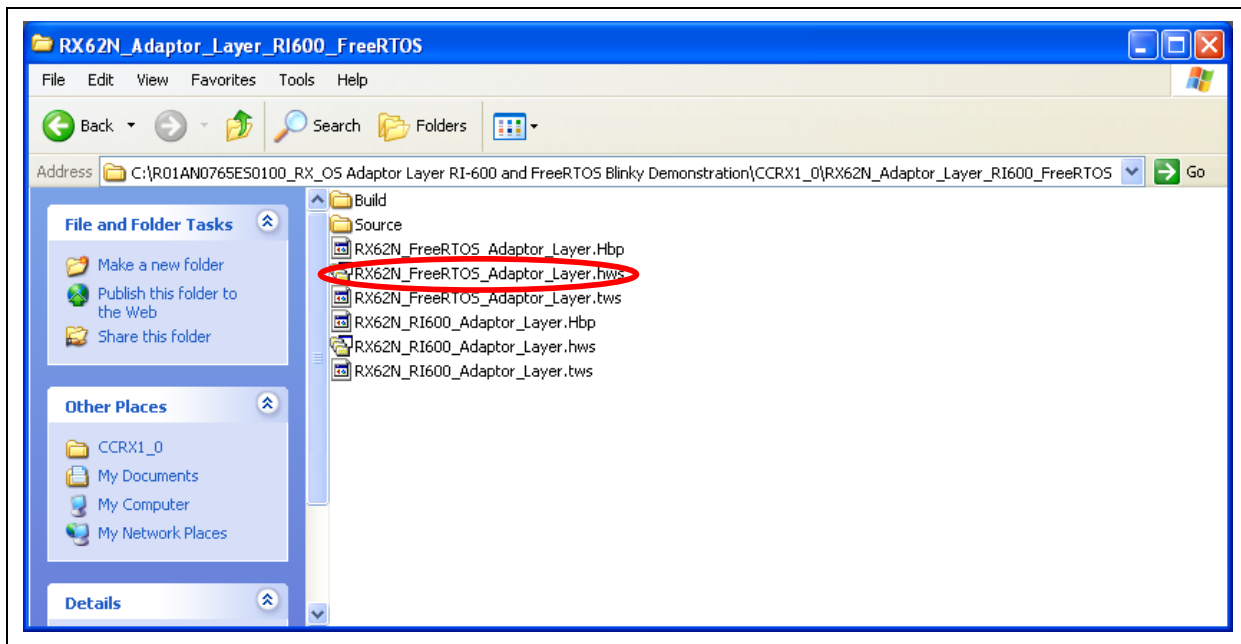 RX62N_Adaptor_Layer_RI600_FreeRTOS
File Edit View Favorites Tools Help
Back Search Folders
Address C:\R01AN0765ES0100_RX_OS Adaptor Layer RI-600 and FreeRTOS Blinky Demonstration\CCRX1_0\RX62N_Adaptor_Layer_RI600_FreeRTOS Go
File and Folder Tasks
Make a new folder
Publish this folder to
the Web
Share this folder
Other Places
CCRX1_0
My Documents
My Computer
My Network Places
Details
Build
Source
RX62N_FreeRTOS_Adaptor_Layer.Hbp
RX62N_FreeRTOS_Adaptor_Layer.hws
RX62N_FreeRTOS_Adaptor_Layer.tws
RX62N_RI600_Adaptor_Layer.Hbp
RX62N_RI600_Adaptor_Layer.hws
RX62N_RI600_Adaptor_Layer.tws